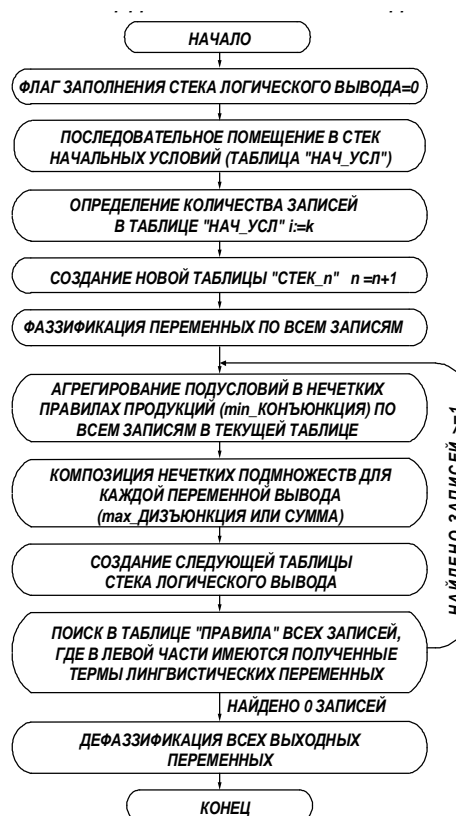 НАЧАЛО
ФЛАГ ЗАПОЛНЕНИЯ СТЕКА ЛОГИЧЕСКОГО ВЫВОДА=0
ПОСЛЕДОВАТЕЛЬНОЕ ПОМЕЩЕНИЕ В СТЕК
НАЧАЛЬНЫХ УСЛОВИЙ (ТАБЛИЦА "НАЧ_УСЛ")
ОПРЕДЕЛЕНИЕ КОЛИЧЕСТВА ЗАПИСЕЙ
В ТАБЛИЦЕ "НАЧ_УСЛ" i:=k
СОЗДАНИЕ НОВОЙ ТАБЛИЦЫ "СТЕК_n" n =n+1
ФАЗЗИФИКАЦИЯ ПЕРЕМЕННЫХ ПО ВСЕМ ЗАПИСЯМ
АГРЕГИРОВАНИЕ ПОДУСЛОВИЙ В НЕЧЕТКИХ
ПРАВИЛАХ ПРОДУКЦИЙ (min_КОНЪЮНКЦИЯ) ПО
ВСЕМ ЗАПИСЯМ В ТЕКУЩЕЙ ТАБЛИЦЕ
КОМПОЗИЦИЯ НЕЧЕТКИХ ПОДМНОЖЕСТВ ДЛЯ
КАЖДОЙ ПЕРЕМЕННОЙ ВЫВОДА
(max_ДИЗЪЮНКЦИЯ ИЛИ СУММА)
СОЗДАНИЕ СЛЕДУЮЩЕЙ ТАБЛИЦЫ
СТЕКА ЛОГИЧЕСКОГО ВЫВОДА
ПОИСК В ТАБЛИЦЕ "ПРАВИЛА" ВСЕХ ЗАПИСЕЙ,
ГДЕ В ЛЕВОЙ ЧАСТИ ИМЕЮТСЯ ПОЛУЧЕННЫЕ
ТЕРМЫ ЛИНГВИСТИЧЕСКИХ ПЕРЕМЕННЫХ
НАЙДЕНО ЗАПИСЕЙ >=1
НАЙДЕНО 0 ЗАПИСЕЙ
ДЕФАЗЗИФИКАЦИЯ ВСЕХ ВЫХОДНЫХ
ПЕРЕМЕННЫХ
КОНЕЦ